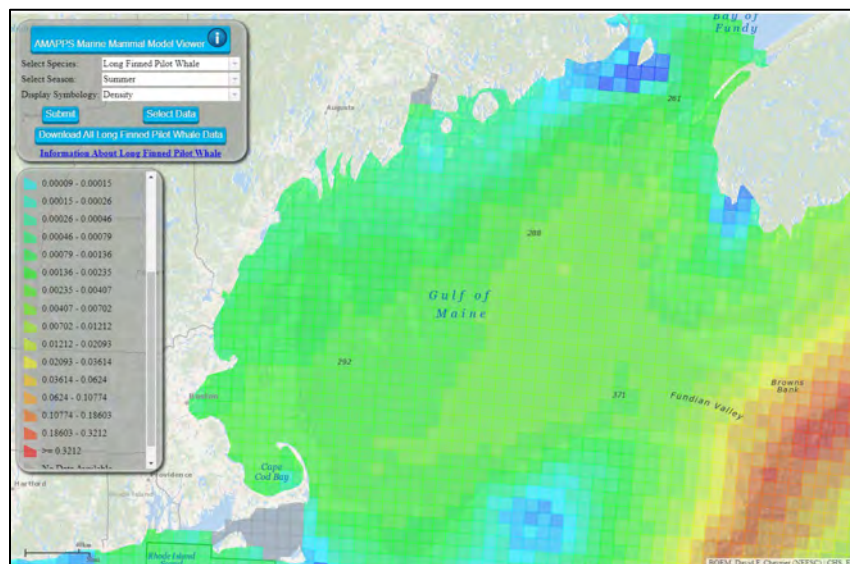 Bay of
Fundy
AMAPPS Marine Mammal Model Viewer
i
Select Species: Long Finned Pilot Whale
Select Season: Summer
Display Symbology: Density
Submit Select Data
Download All Long Finned Pilot Whale Data
Information About Long Finned Pilot Whale
Augusta
261
0.00009 - 0.00015
0.00015 - 0.00026
0.00026 - 0.00046
0.00046 - 0.00079
0.00079 - 0.00136
0.00136 - 0.00235
0.00235 - 0.00407
0.00407 - 0.00702
0.00702 - 0.01212
0.01212 - 0.02093
0.02093 - 0.03614
0.03614 - 0.0624
0.0624 - 0.10774
0.10774 - 0.18603
0.18603 - 0.3212
>= 0.3212
No Data Available
288
Gulf of
Maine
292
371
Fundian Valley
Browns
Bank
Boston
Cape
Cod Bay
Providence
Hartford
Rhode Island